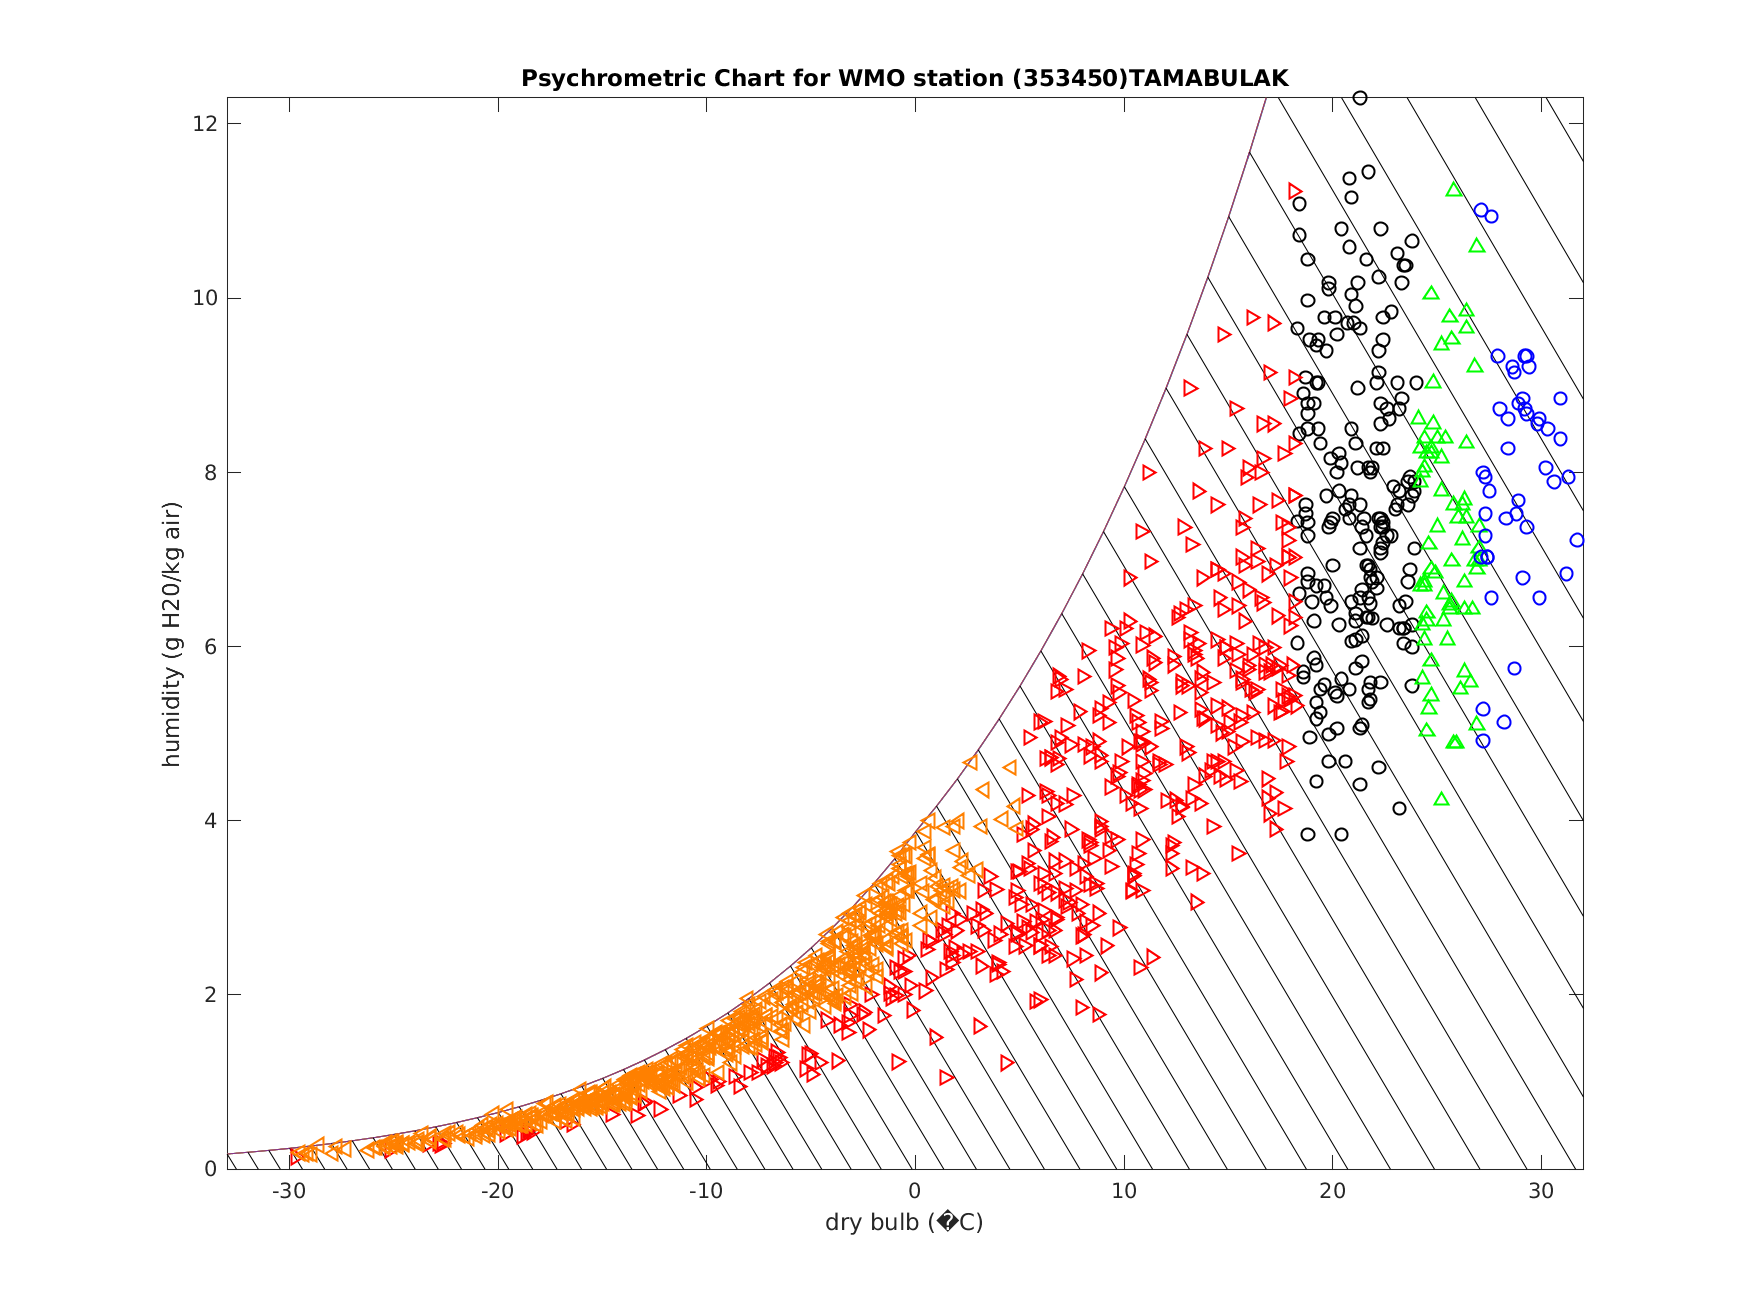 Psychrometric Chart for WMO station (353450)TAMABULAK
12
10
8
6
4
2
0
humidity (g H20/kg air)
-30 -20 -10 0 10 20 30
dry bulb (�C)